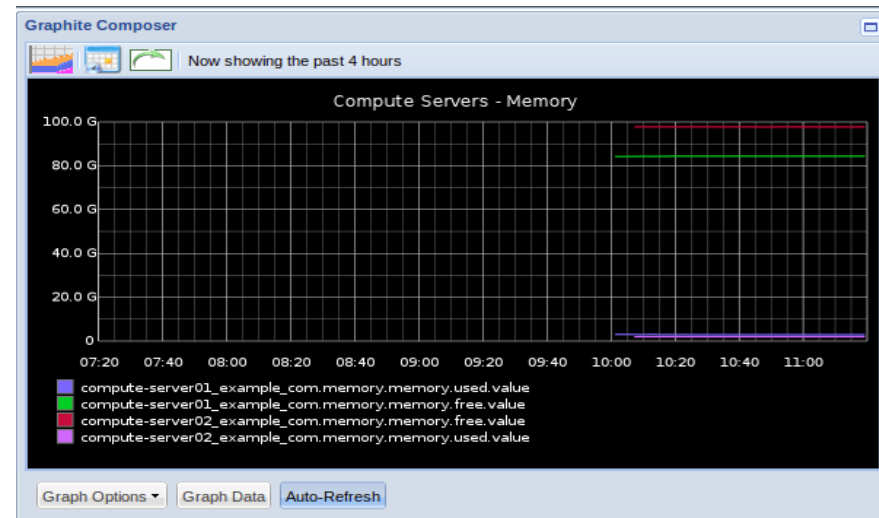 Graphite Composer
Now showing the past 4 hours
Compute Servers - Memory
100.0 G
80.0 G
60.0 G
40.0 G
20.0 G
0
07:20 07:40 08:00 08:20 08:40 09:00 09:20 09:40 10:00 10:20 10:40 11:00
compute-server01_example_com.memory.memory.used.value
compute-server01_example_com.memory.memory.free.value
compute-server02_example_com.memory.memory.free.value
compute-server02_example_com.memory.memory.used.value
Graph Options Graph Data Auto-Refresh